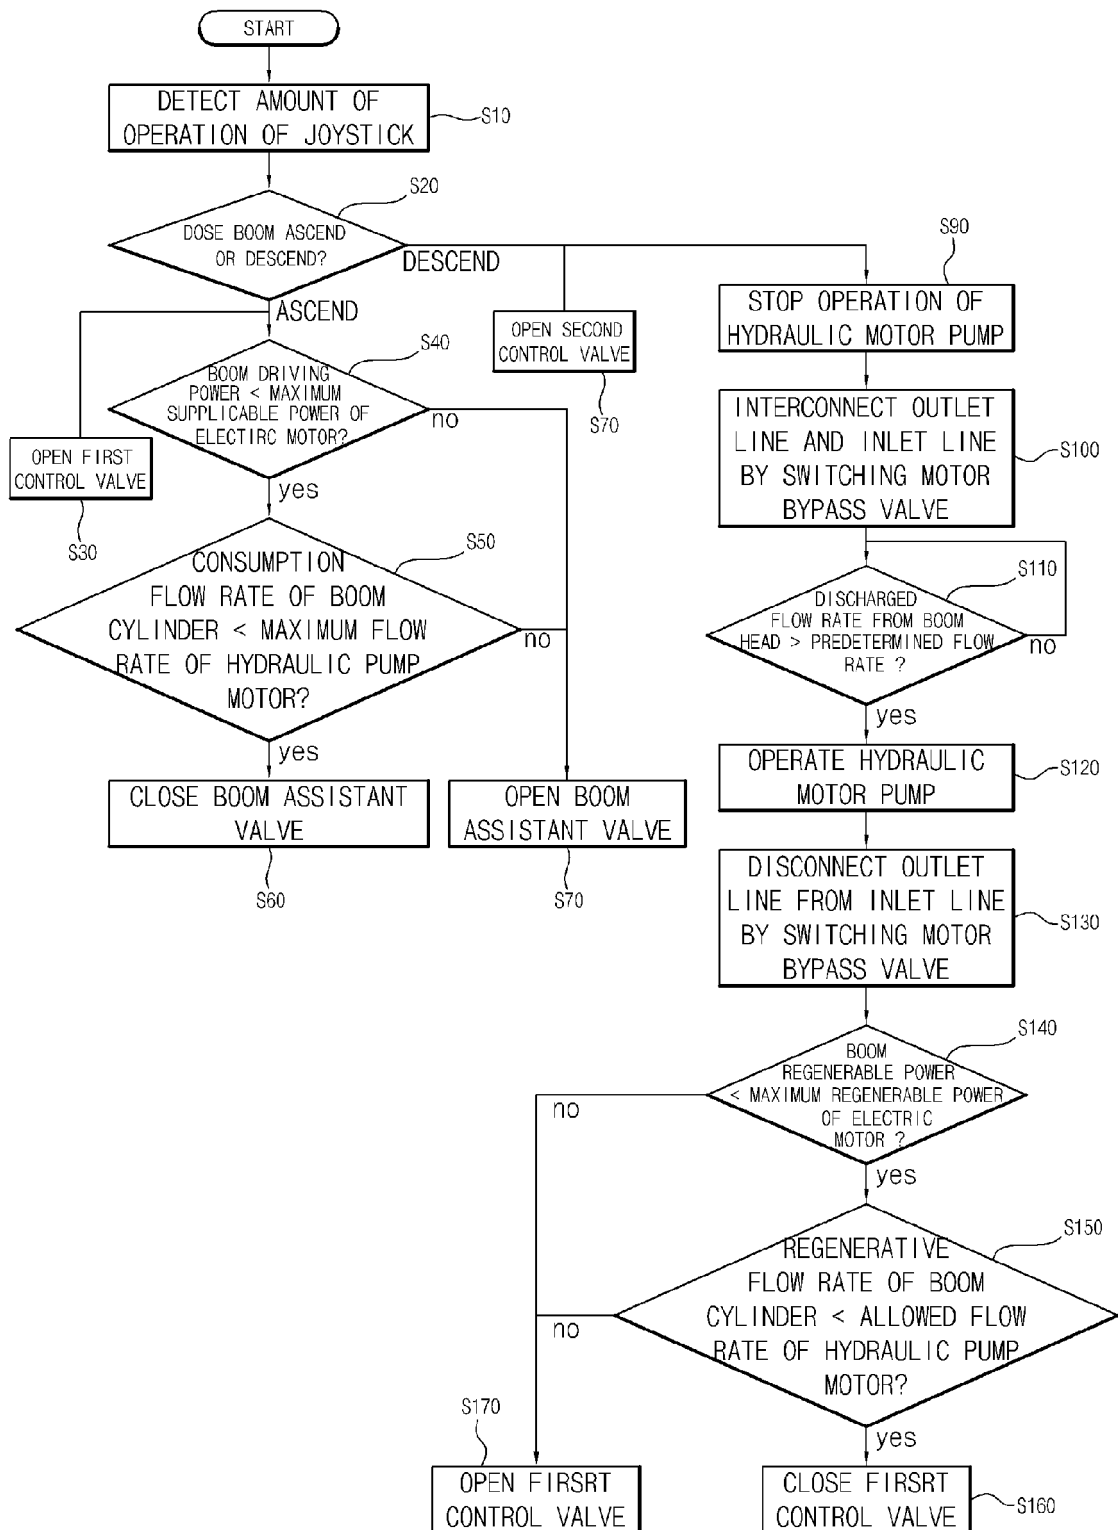 START
DETECT AMOUNT OF
OPERATION OF JOYSTICK
S10
S20
DOSE BOOM ASCEND
OR DESCEND?
DESCEND
ASCEND
S30
OPEN FIRST
CONTROL VALVE
S40
BOOM DRIVING
POWER < MAXIMUM
SUPPLICABLE POWER OF
ELECTIRC MOTOR?
no
yes
S50
CONSUMPTION
FLOW RATE OF BOOM
CYLINDER < MAXIMUM FLOW
RATE OF HYDRAULIC PUMP
MOTOR?
no
yes
CLOSE BOOM ASSISTANT
VALVE
S60
OPEN BOOM
ASSISTANT VALVE
S70
OPEN SECOND
CONTROL VALVE
S70
S90
STOP OPERATION OF
HYDRAULIC MOTOR PUMP
INTERCONNECT OUTLET
LINE AND INLET LINE
BY SWITCHING MOTOR
BYPASS VALVE
S100
S110
DISCHARGED
FLOW RATE FROM BOOM
HEAD > PREDETERMINED FLOW
RATE ?
no
yes
OPERATE HYDRAULIC
MOTOR PUMP
S120
DISCONNECT OUTLET
LINE FROM INLET LINE
BY SWITCHING MOTOR
BYPASS VALVE
S130
S140
BOOM
REGENERABLE POWER
< MAXIMUM REGENERABLE POWER
OF ELECTRIC
MOTOR ?
no
yes
S150
REGENERATIVE
FLOW RATE OF BOOM
CYLINDER < ALLOWED FLOW
RATE OF HYDRAULIC PUMP
MOTOR?
no
yes
S170
OPEN FIRSRT
CONTROL VALVE
CLOSE FIRSRT
CONTROL VALVE
S160